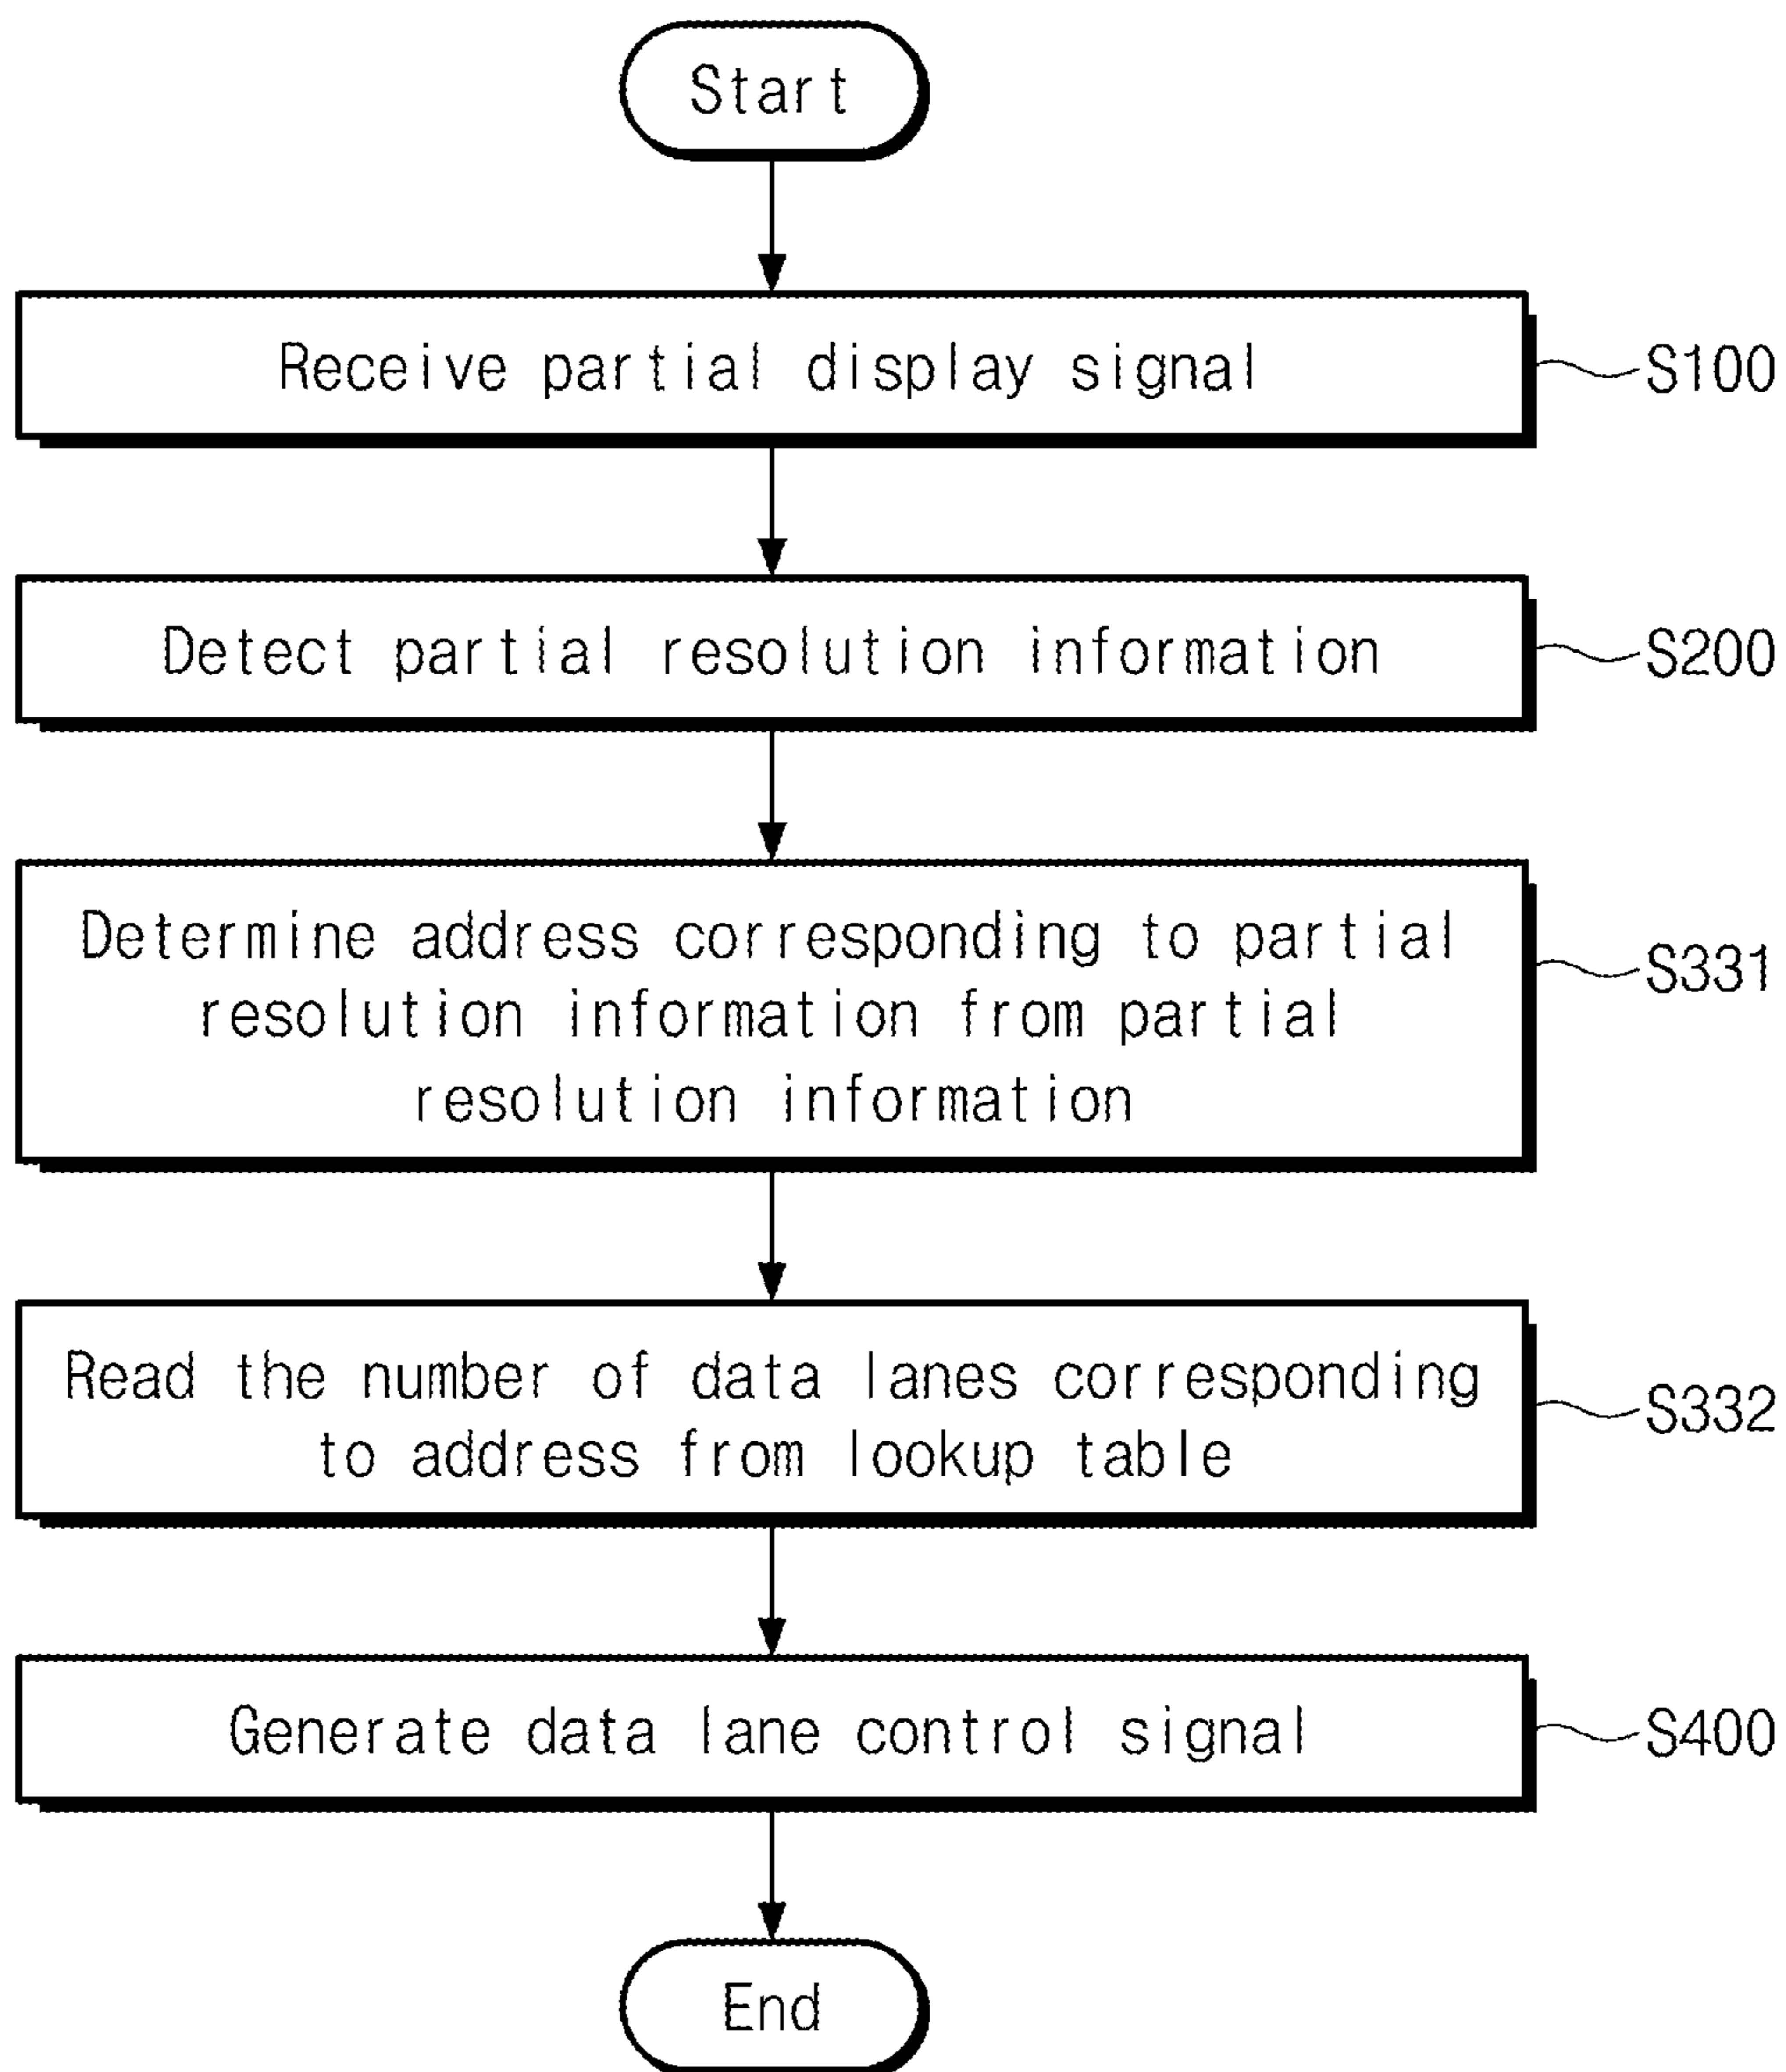 Start
Receive partial display signal
S100
Detect partial resolution information
S200
Determine address corresponding to partial
resolution information from partial
resolution information
S331
Read the number of data lanes corresponding
to address from lookup table
S332
Generate data lane control signal
S400
End